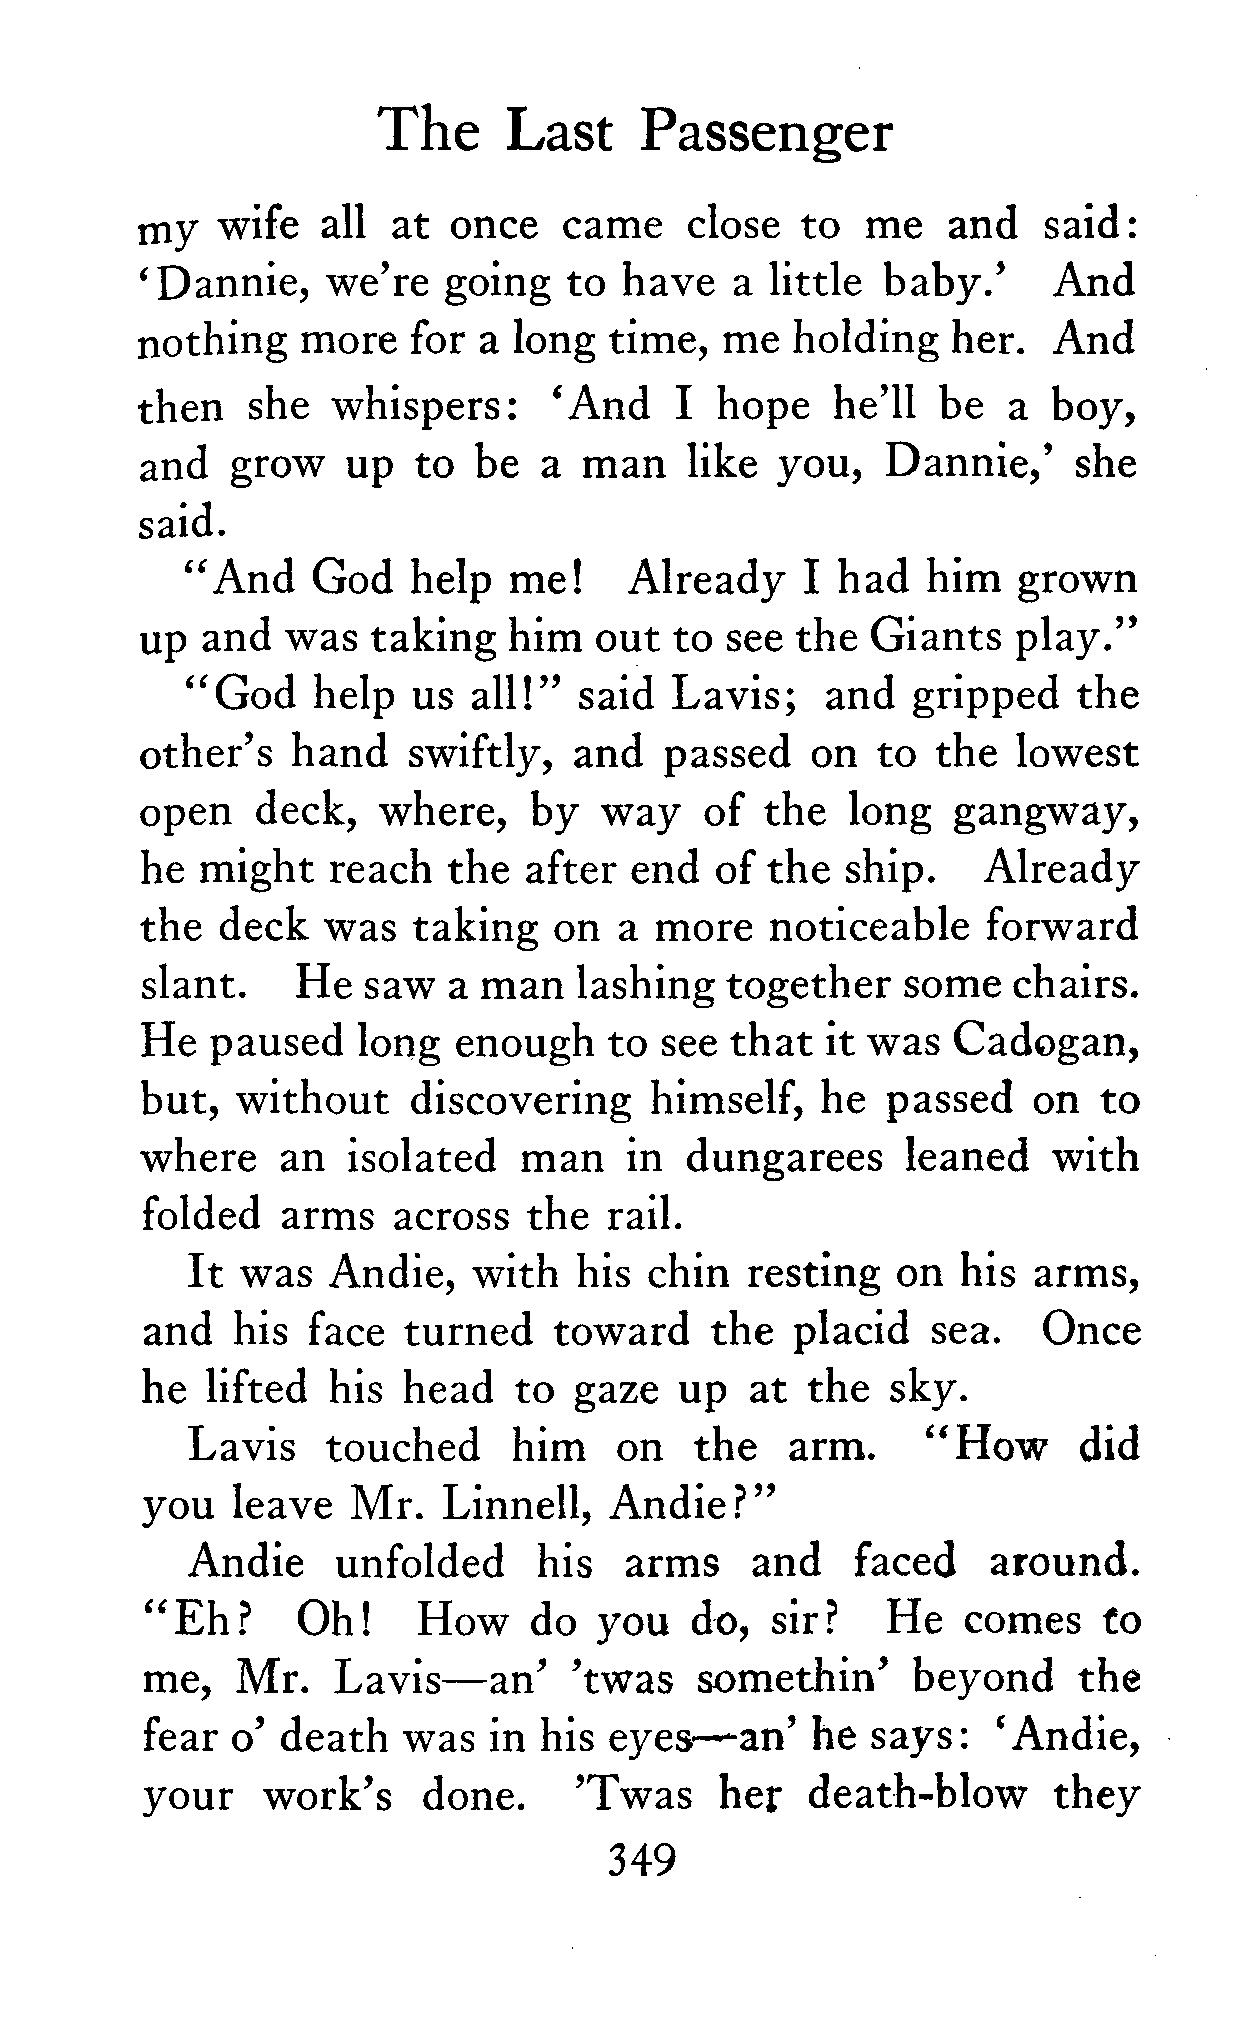 The Last Passenger
my wife all at once came close to me and said:
'Dannie, we're going to have a little baby.' And
nothing more for a long time, me holding her. And
then she whispers: 'And I hope he'll be a boy,
and grow up to be a man like you, Dannie,' she
said.
"And God help me! Already I had him grown
up and was taking him out to see the Giants play."
"God help us all!" said Lavis; and gripped the
other's hand swiftly, and passed on to the lowest
open deck, where, by way of the long gangway,
he might reach the after end of the ship. Already
the deck was taking on a more noticeable forward
slant. He saw a man lashing together some chairs.
He paused long enough to see that it was Cadogan,
but, without discovering himself, he passed on to
where an isolated man in dungarees leaned with
folded arms across the rail.
It was Andie, with his chin resting on his arms,
and his face turned toward the placid sea. Once
he lifted his head to gaze up at the sky.
Lavis touched him on the arm. "How did
you leave Mr. Linnell, Andie?"
Andie unfolded his arms and faced around.
"Eh? Oh! How do you do, sir? He comes to
me, Mr. Lavis—an' 'twas somethin' beyond the
fear o' death was in his eyes—an' he says: 'Andie,
your work's done. 'Twas her death-blow they
349